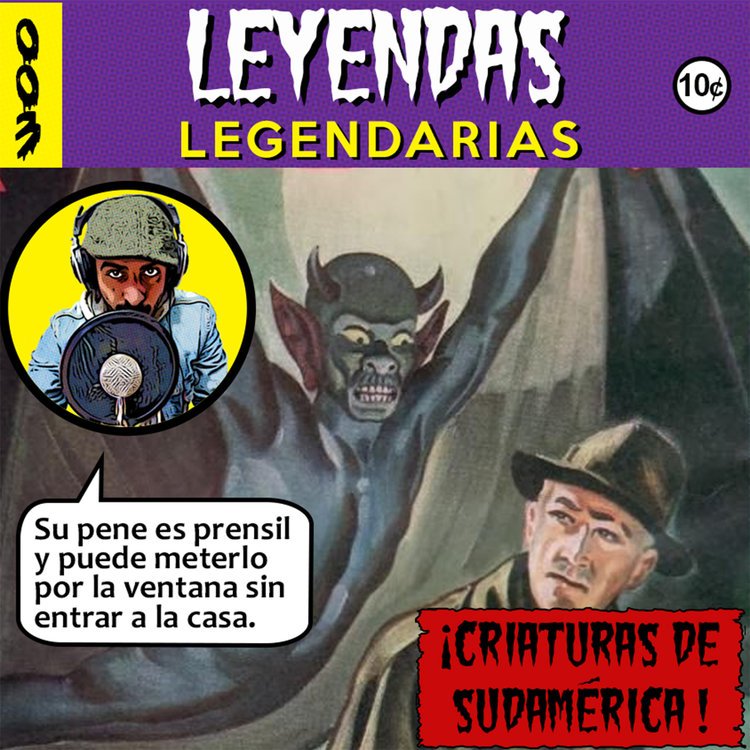 LEYENDAS
LEGENDARIAS
10¢
Su pene es prensil
y puede meterlo
por la ventana sin
entrar a la casa.
¡CRIATURAS DE
SUDAMÉRICA!